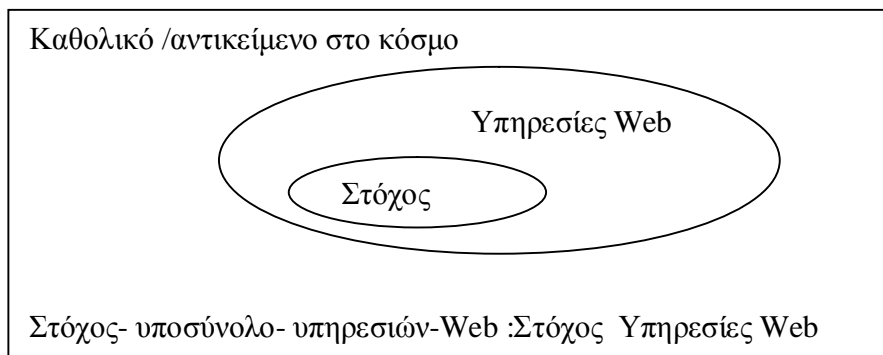 Καθολικό /αντικείμενο στο κόσμο
Υπηρεσίες Web
Στόχος
Στόχος- υποσύνολο- υπηρεσιών-Web :Στόχος Υπηρεσίες Web